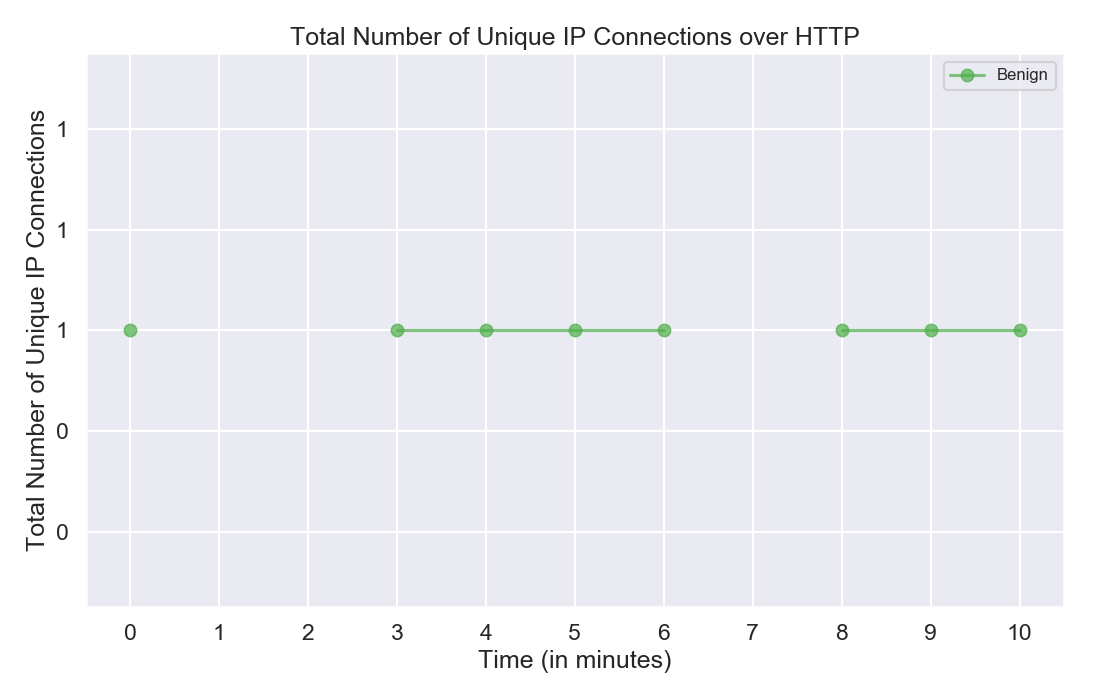 Total Number of Unique IP Connections over HTTP
Benign
Total Number of Unique IP Connections
1
1
1
0
0
0 1 2 3 4 5 6 7 8 9 10
Time (in minutes)